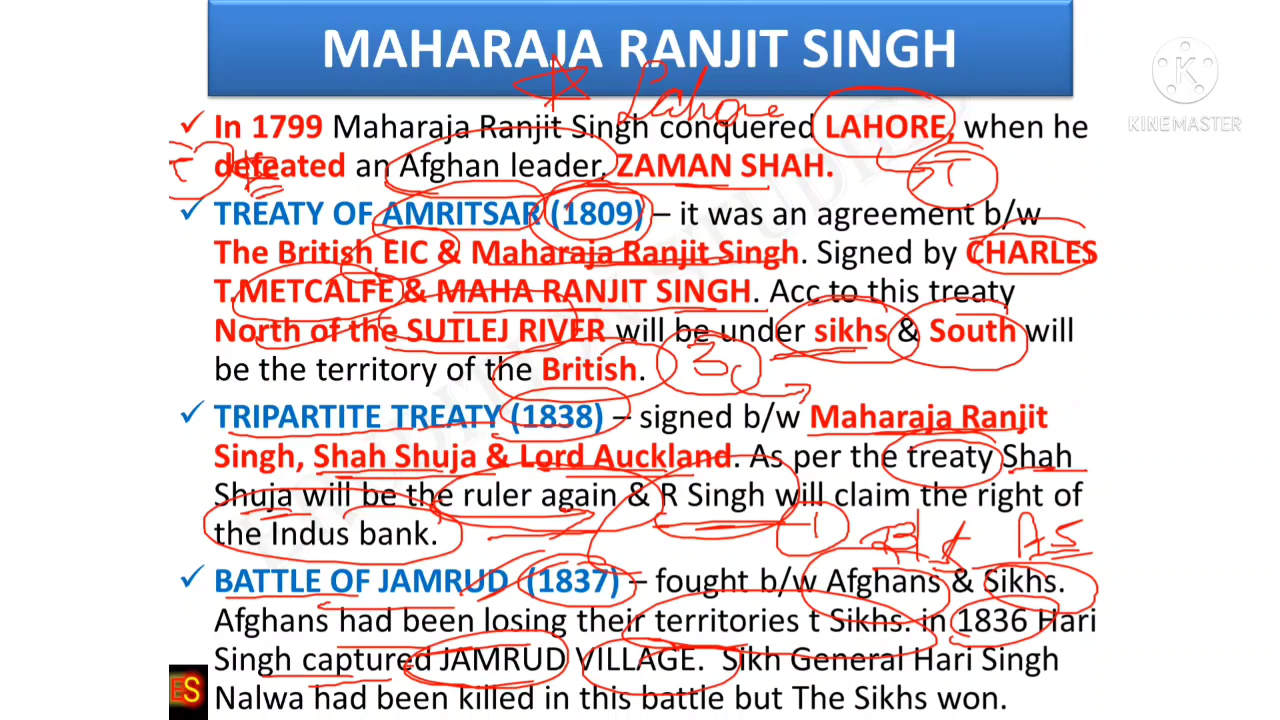 MAHARAJA RANJIT SINGH
KINEMASTER
Lahore
✓ In 1799 Maharaja Ranjit Singh conquered LAHORE, when he
defeated an Afghan leader, ZAMAN SHAH.
✓ TREATY OF AMRITSAR (1809) – it was an agreement b/w
The British EIC & Maharaja Ranjit Singh. Signed by CHARLES
T.METCALFE & MAHA RANJIT SINGH. Acc to this treaty
North of the SUTLEJ RIVER will be under sikhs & South will
be the territory of the British.
3
✓ TRIPARTITE TREATY (1838) – signed b/w Maharaja Ranjit
Singh, Shah Shuja & Lord Auckland. As per the treaty Shah
Shuja will be the ruler again & R Singh will claim the right of
the Indus bank.
1
✓ BATTLE OF JAMRUD (1837) – fought b/w Afghans & Sikhs.
Afghans had been losing their territories t Sikhs. in 1836 Hari
Singh captured JAMRUD VILLAGE. Sikh General Hari Singh
Nalwa had been killed in this battle but The Sikhs won.
ES